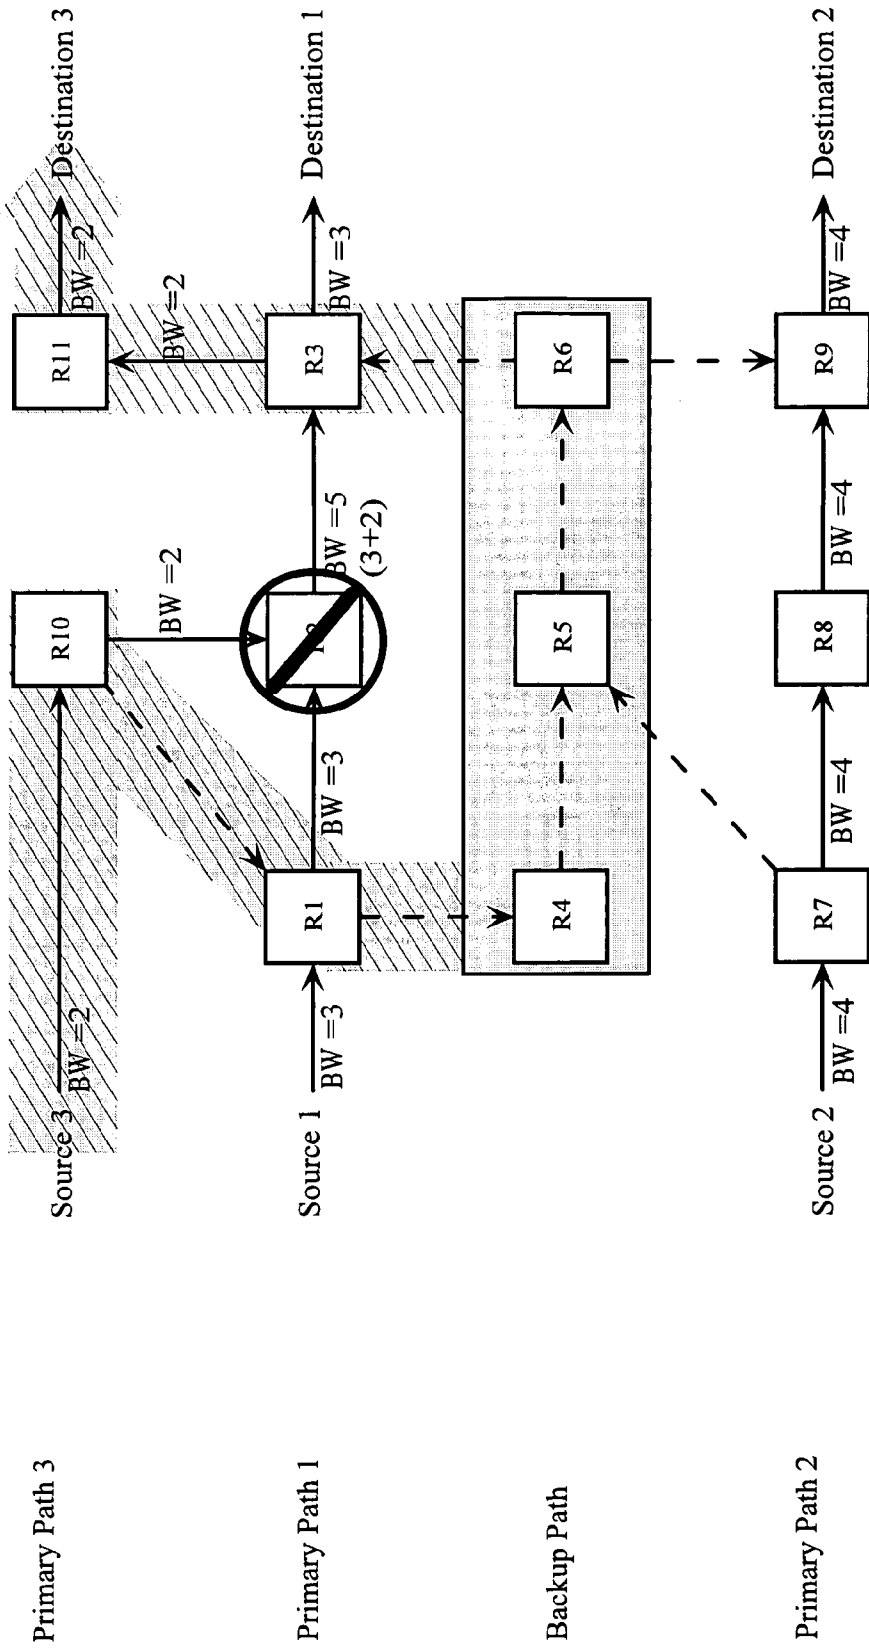 Primary Path 3
Source 3
BW =2
R10
BW =2
R11
BW =2
BW =2
Destination 3
Primary Path 1
Source 1
BW =3
R1
BW =3
BW =5
(3+2)
R3
BW =3
Destination 1
Backup Path
R4
R5
R6
Primary Path 2
Source 2
BW =4
R7
BW =4
R8
BW =4
R9
BW =4
Destination 2